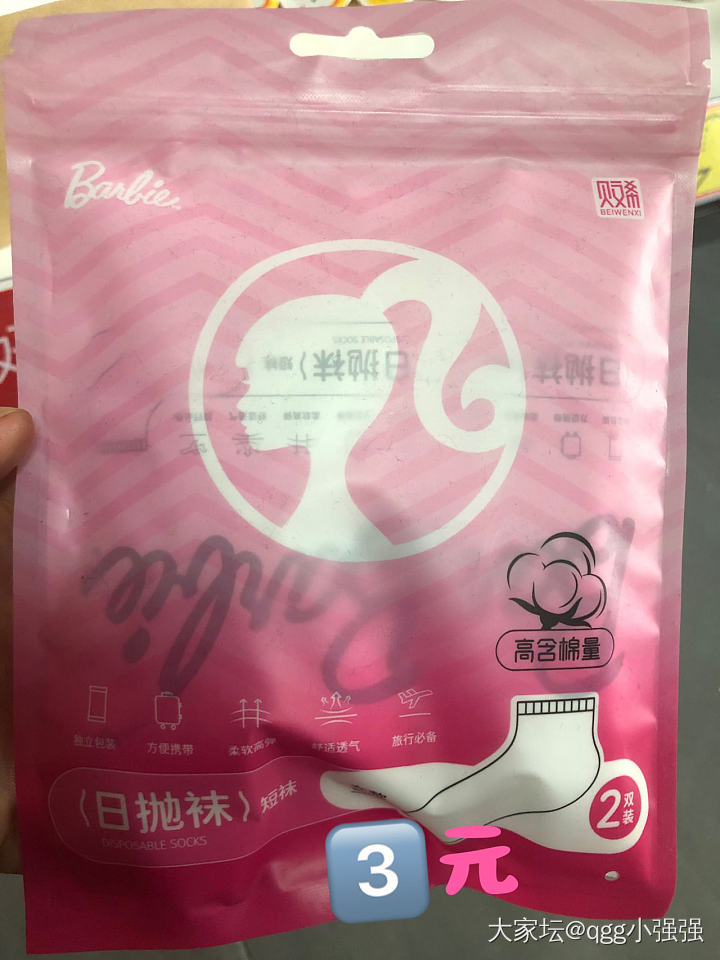 Barbie
贝文希
BEIWENXI
高含棉量
独立包装
方便携带
柔软高弹
舒适透气
旅行必备
〈日抛袜〉短袜
DISPOSABLE SOCKS
2双装
3元
大家坛@qgg小强强